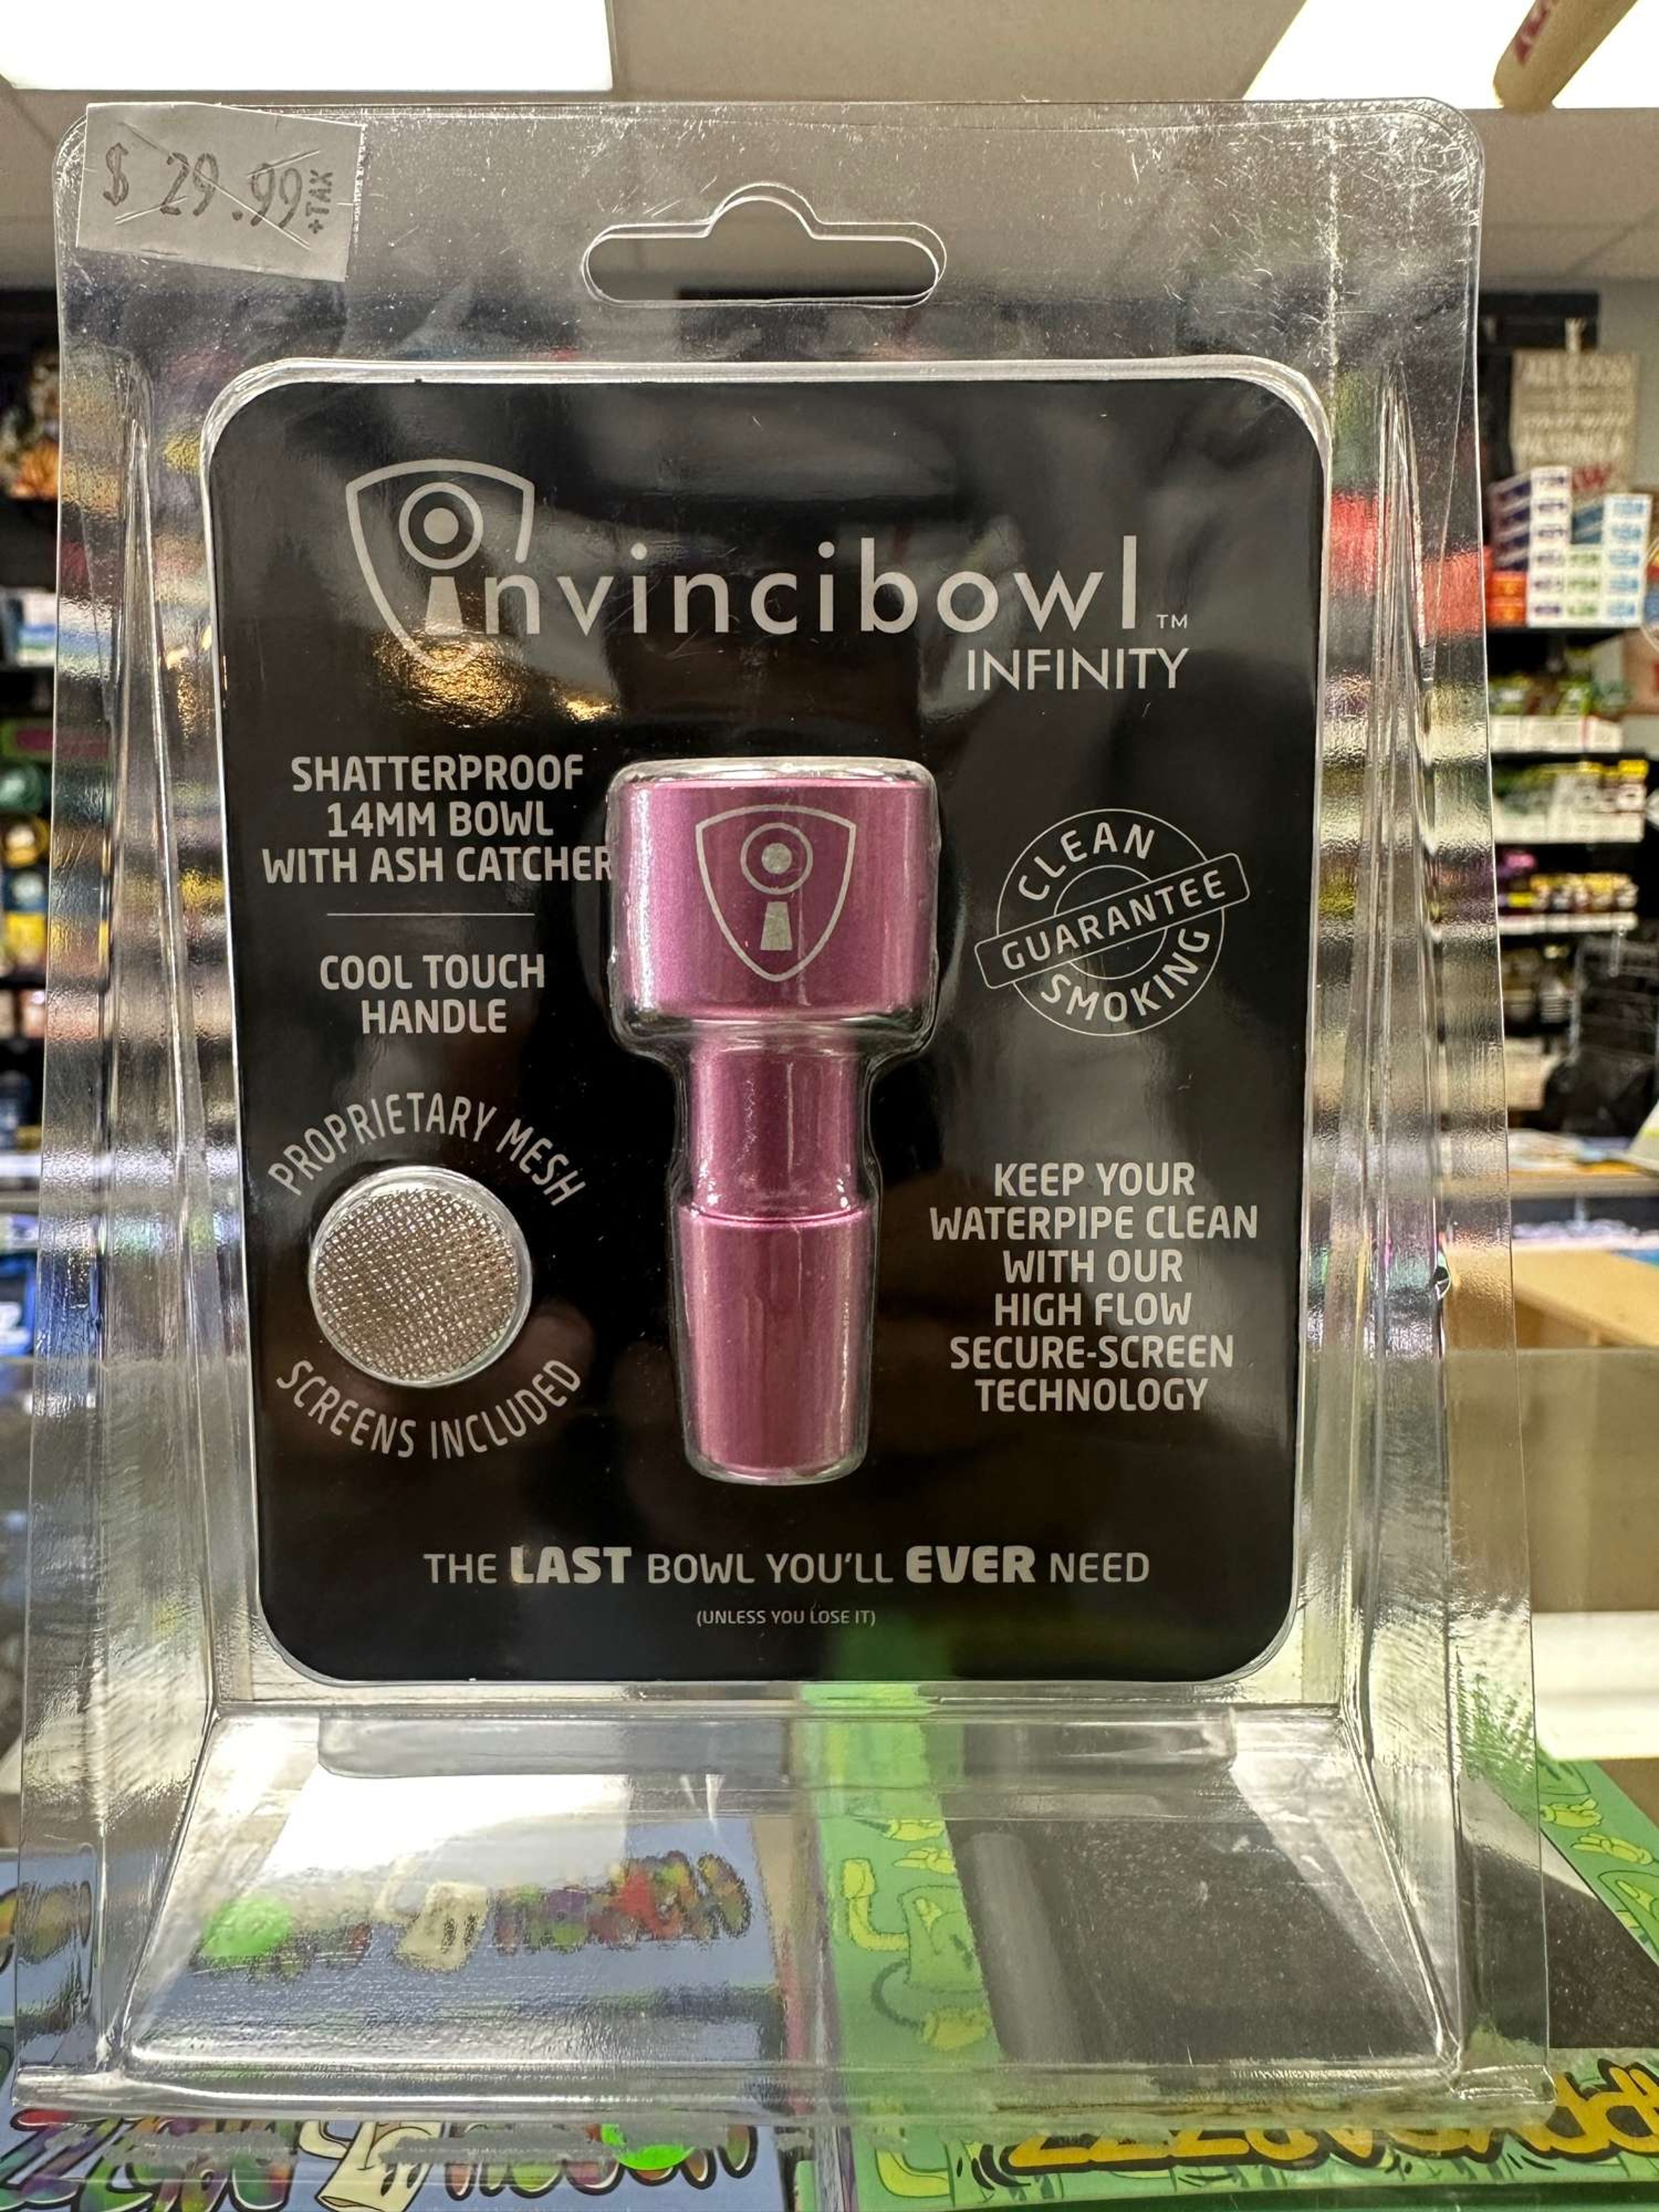 $ 29.99 +TAX
invincibowl™
INFINITY
SHATTERPROOF
14MM BOWL
WITH ASH CATCHER
COOL TOUCH
HANDLE
CLEAN
GUARANTEE
SMOKING
PROPRIETARY MESH
SCREENS INCLUDED
KEEP YOUR
WATERPIPE CLEAN
WITH OUR
HIGH FLOW
SECURE-SCREEN
TECHNOLOGY
THE LAST BOWL YOU'LL EVER NEED
(UNLESS YOU LOSE IT)